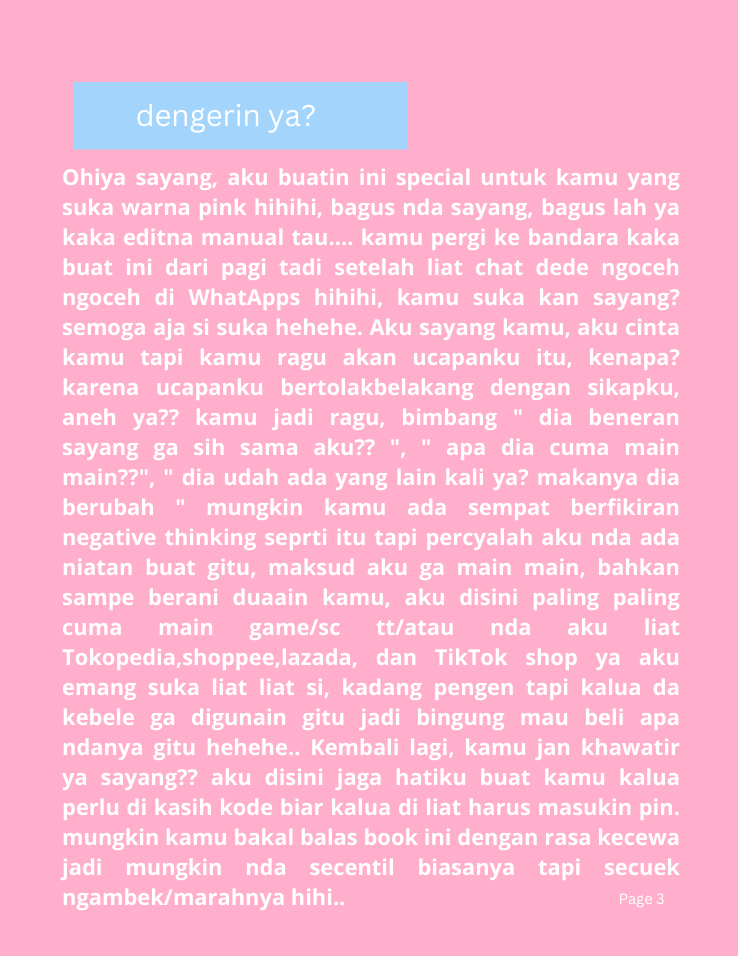 dengerin ya?
Ohiya sayang, aku buatin ini special untuk kamu yang
suka warna pink hihihi, bagus nda sayang, bagus lah ya
kaka editna manual tau.... kamu pergi ke bandara kaka
buat ini dari pagi tadi setelah liat chat dede ngoceh
ngoceh di WhatApps hihihi, kamu suka kan sayang?
semoga aja si suka hehehe. Aku sayang kamu, aku cinta
kamu tapi kamu ragu akan ucapanku itu, kenapa?
karena ucapanku bertolakbelakang dengan sikapku,
aneh ya?? kamu jadi ragu, bimbang " dia beneran
sayang ga sih sama aku?? ", " apa dia cuma main
main??", " dia udah ada yang lain kali ya? makanya dia
berubah " mungkin kamu ada sempat berfikiran
negative thinking seprti itu tapi percyalah aku nda ada
niatan buat gitu, maksud aku ga main main, bahkan
sampe berani duaain kamu, aku disini paling paling
cuma main game/sc tt/atau nda aku liat
Tokopedia,shoppee,lazada, dan TikTok shop ya aku
emang suka liat liat si, kadang pengen tapi kalua da
kebele ga digunain gitu jadi bingung mau beli apa
ndanya gitu hehehe.. Kembali lagi, kamu jan khawatir
ya sayang?? aku disini jaga hatiku buat kamu kalua
perlu di kasih kode biar kalua di liat harus masukin pin.
mungkin kamu bakal balas book ini dengan rasa kecewa
jadi mungkin nda secentil biasanya tapi secuek
ngambek/marahnya hihi..
Page 3